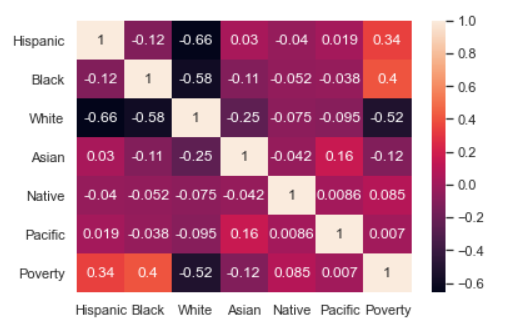 Hispanic 1 -0.12 -0.66 0.03 -0.04 0.019 0.34
Black -0.12 1 -0.58 -0.11 -0.052 -0.038 0.4
White -0.66 -0.58 1 -0.25 -0.075 -0.095 -0.52
Asian 0.03 -0.11 -0.25 1 -0.042 0.16 -0.12
Native -0.04 -0.052 -0.075 -0.042 1 0.0086 0.085
Pacific 0.019 -0.038 -0.095 0.16 0.0086 1 0.007
Poverty 0.34 0.4 -0.52 -0.12 0.085 0.007 1
Hispanic Black White Asian Native Pacific Poverty
1.0
0.8
0.6
0.4
0.2
0.0
-0.2
-0.4
-0.6